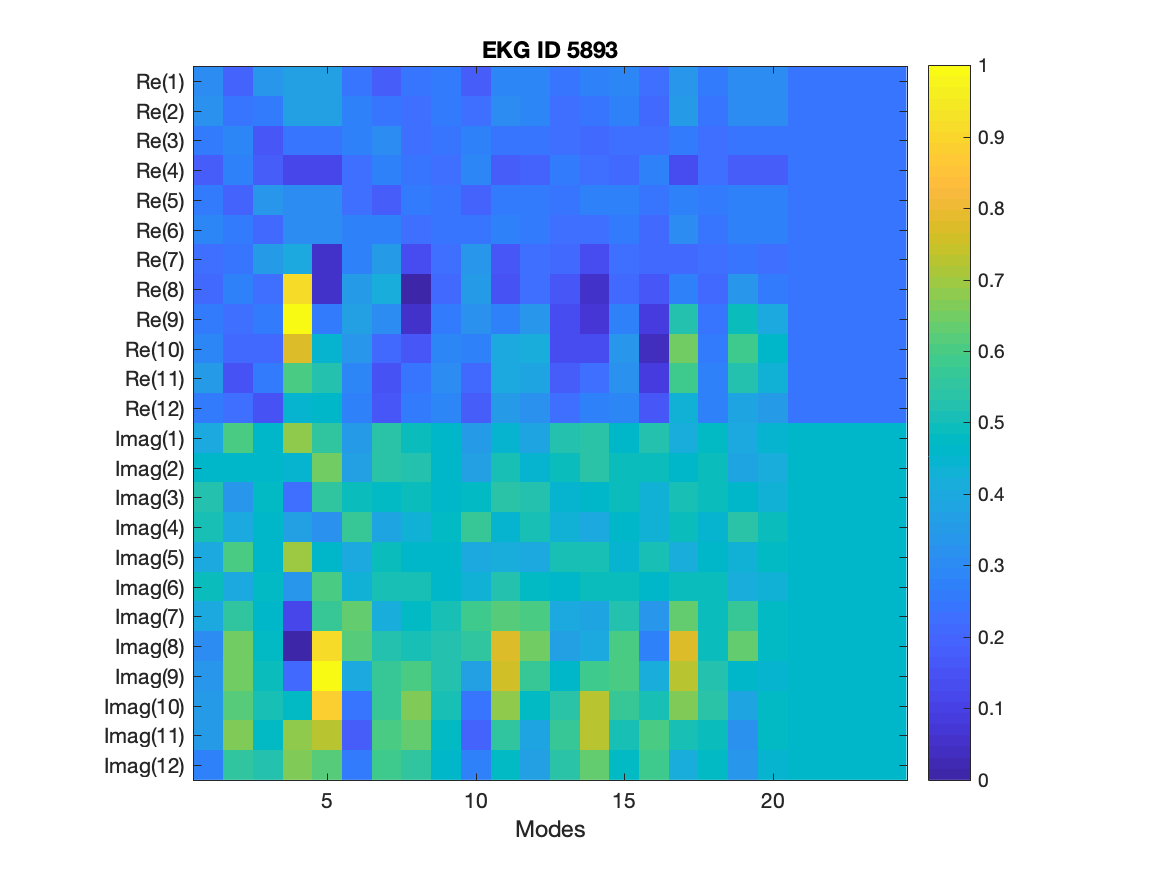 EKG ID 5893
Re(1)
Re(2)
Re(3)
Re(4)
Re(5)
Re(6)
Re(7)
Re(8)
Re(9)
Re(10)
Re(11)
Re(12)
Imag(1)
Imag(2)
Imag(3)
Imag(4)
Imag(5)
Imag(6)
Imag(7)
Imag(8)
Imag(9)
Imag(10)
Imag(11)
Imag(12)
5 10 15 20
Modes
1
0.9
0.8
0.7
0.6
0.5
0.4
0.3
0.2
0.1
0